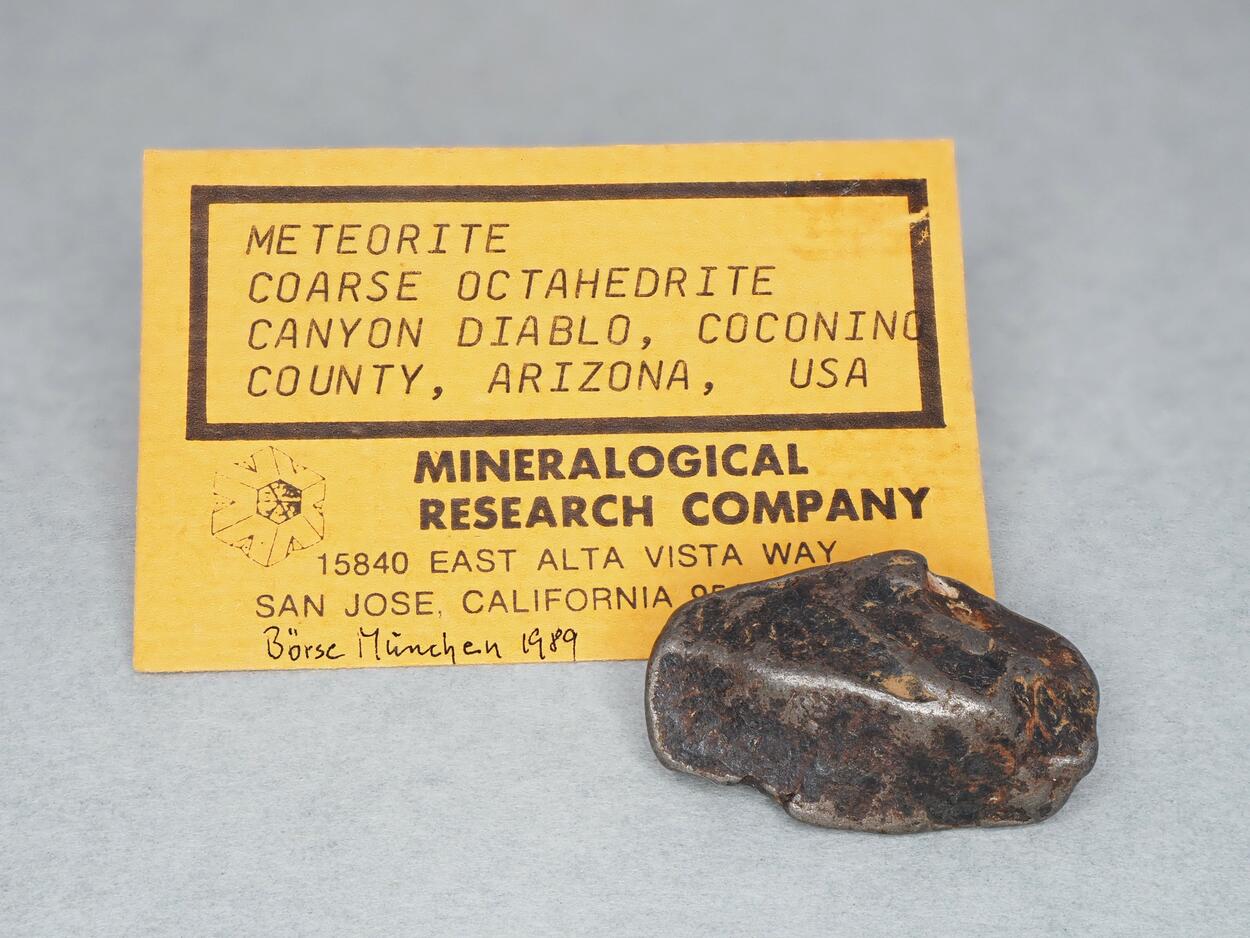 METEORITE
COARSE OCTAHEDRITE
CANYON DIABLO, COCONINO
COUNTY, ARIZONA, USA
MINERALOGICAL
RESEARCH COMPANY
15840 EAST ALTA VISTA WAY
SAN JOSE, CALIFORNIA
Börse München 1989